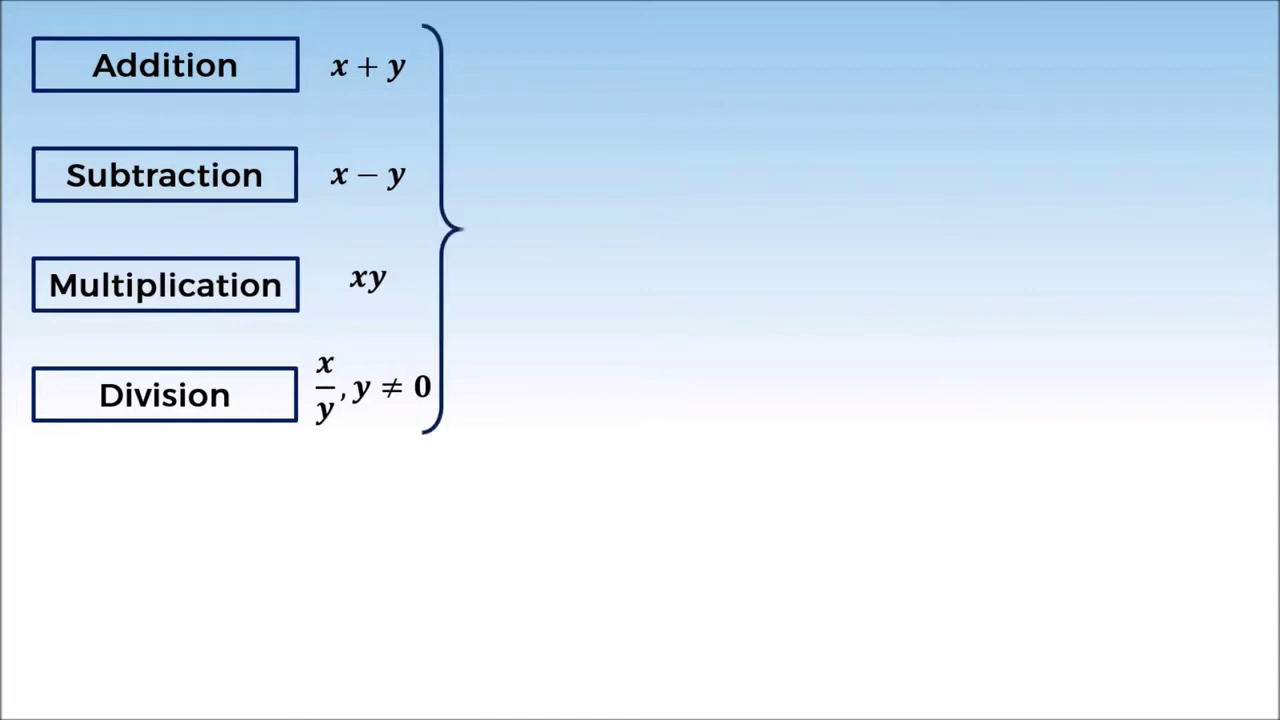 Addition x + y
Subtraction x − y
Multiplication xy
Division x/y, y ≠ 0